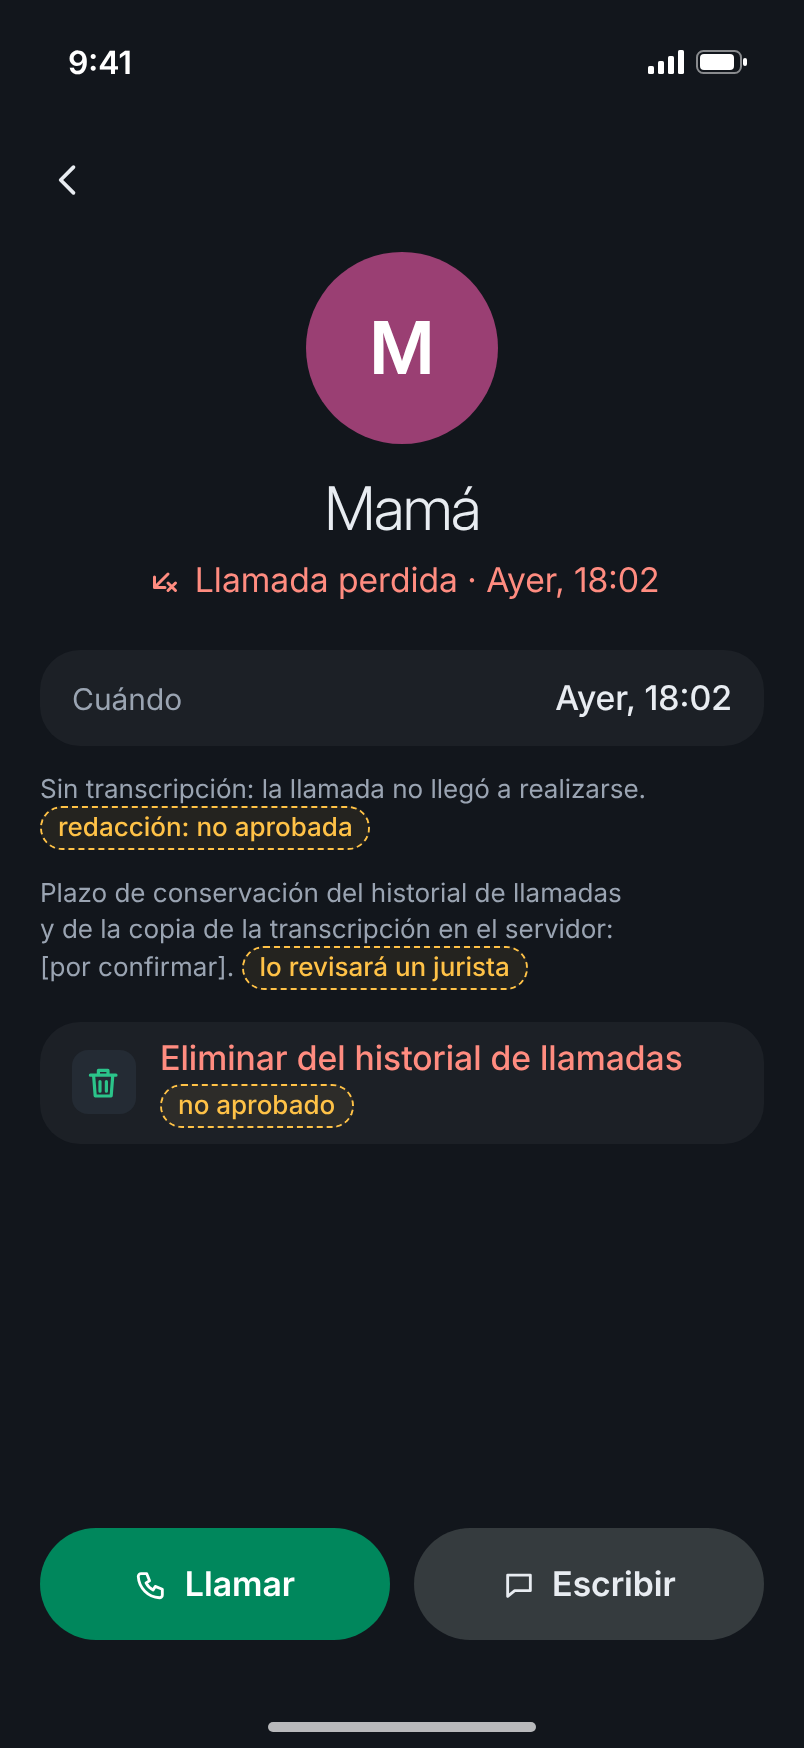 9:41
M
Mamá
Llamada perdida · Ayer, 18:02
Cuándo
Ayer, 18:02
Sin transcripción: la llamada no llegó a realizarse.
redacción: no aprobada
Plazo de conservación del historial de llamadas
y de la copia de la transcripción en el servidor:
[por confirmar]. lo revisará un jurista
Eliminar del historial de llamadas
no aprobado
Llamar
Escribir